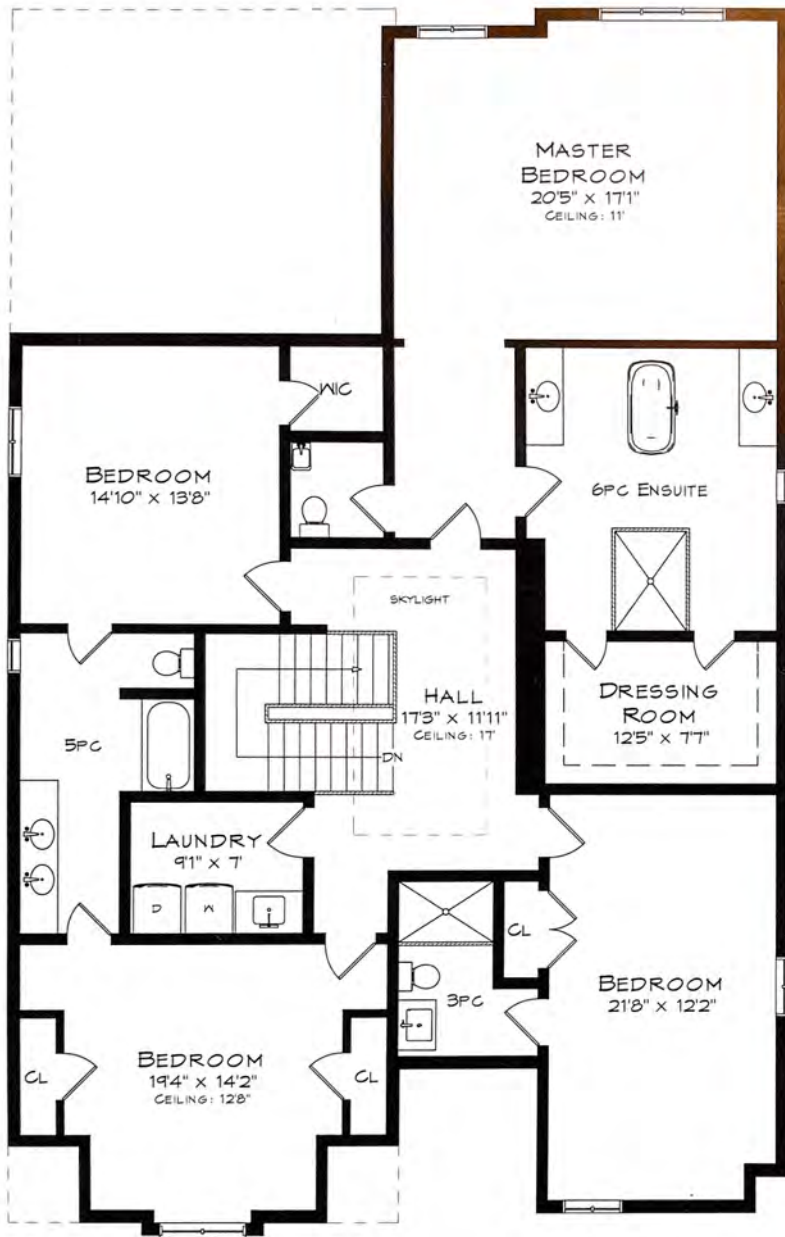 MASTER
BEDROOM
20'5" X 17'1"
CEILING: 11'
WIC
BEDROOM
14'10" X 13'8"
6PC ENSUITE
SKYLIGHT
HALL
17'3" X 11'11"
CEILING: 17'
DRESSING
ROOM
12'5" X 7'7"
5PC
DN
LAUNDRY
9'1" X 7'
D
W
CL
BEDROOM
21'8" X 12'2"
3PC
BEDROOM
19'4" X 14'2"
CEILING: 12'8"
CL
CL